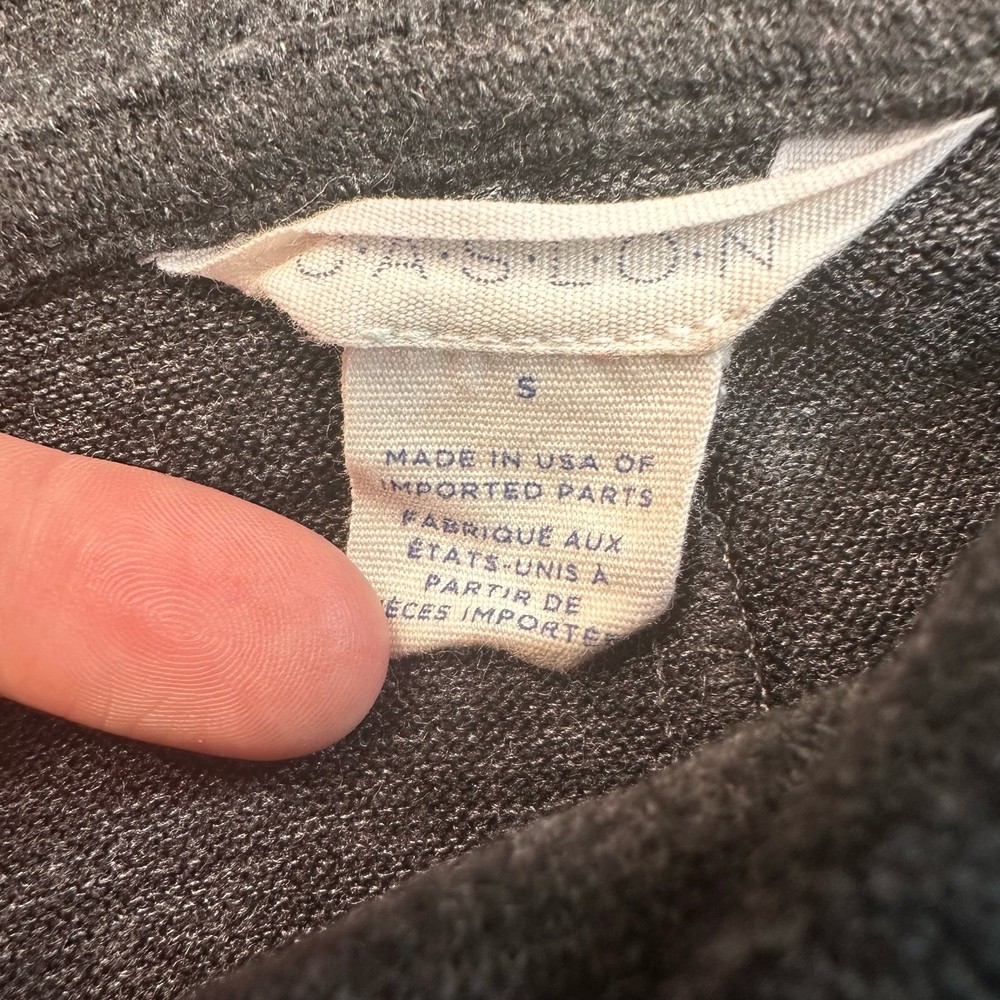 C·A·S·L·O·N
S
MADE IN USA OF
IMPORTED PARTS
FABRIQUÉ AUX
ÉTATS-UNIS À
PARTIR DE